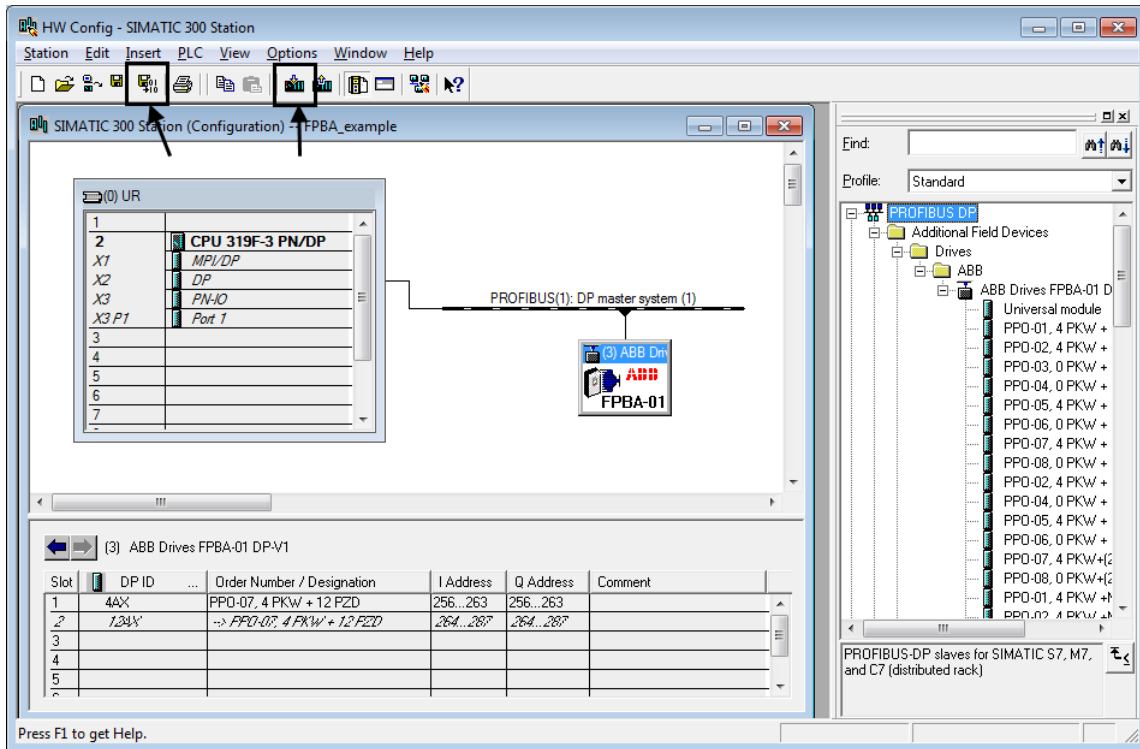 HW Config - SIMATIC 300 Station
Station Edit Insert PLC View Options Window Help
SIMATIC 300 Station (Configuration) -- FPBA_example
(0) UR
1
2 CPU 319F-3 PN/DP
X1 MPI/DP
X2 DP
X3 PN-IO
X3 P1 Port 1
3
4
5
6
7
PROFIBUS(1): DP master system (1)
(3) ABB Driv
ABB
FPBA-01
(3) ABB Drives FPBA-01 DP-V1
Slot DP ID ... Order Number / Designation I Address Q Address Comment
1 4AX PPO-07, 4 PKW + 12 PZD 256...263 256...263
2 12AX --> PPO-07, 4 PKW + 12 PZD 264...287 264...287
3
4
5
Find:
Profile: Standard
PROFIBUS DP
Additional Field Devices
Drives
ABB
ABB Drives FPBA-01 D
Universal module
PPO-01, 4 PKW +
PPO-02, 4 PKW +
PPO-03, 0 PKW +
PPO-04, 0 PKW +
PPO-05, 4 PKW +
PPO-06, 0 PKW +
PPO-07, 4 PKW +
PPO-08, 0 PKW +
PPO-02, 4 PKW +
PPO-04, 0 PKW +
PPO-05, 4 PKW +
PPO-06, 0 PKW +
PPO-07, 4 PKW+(2
PPO-08, 0 PKW+(2
PPO-01, 4 PKW +M
PPO-02, 4 PKW +M
PROFIBUS-DP slaves for SIMATIC S7, M7,
and C7 (distributed rack)
Press F1 to get Help.